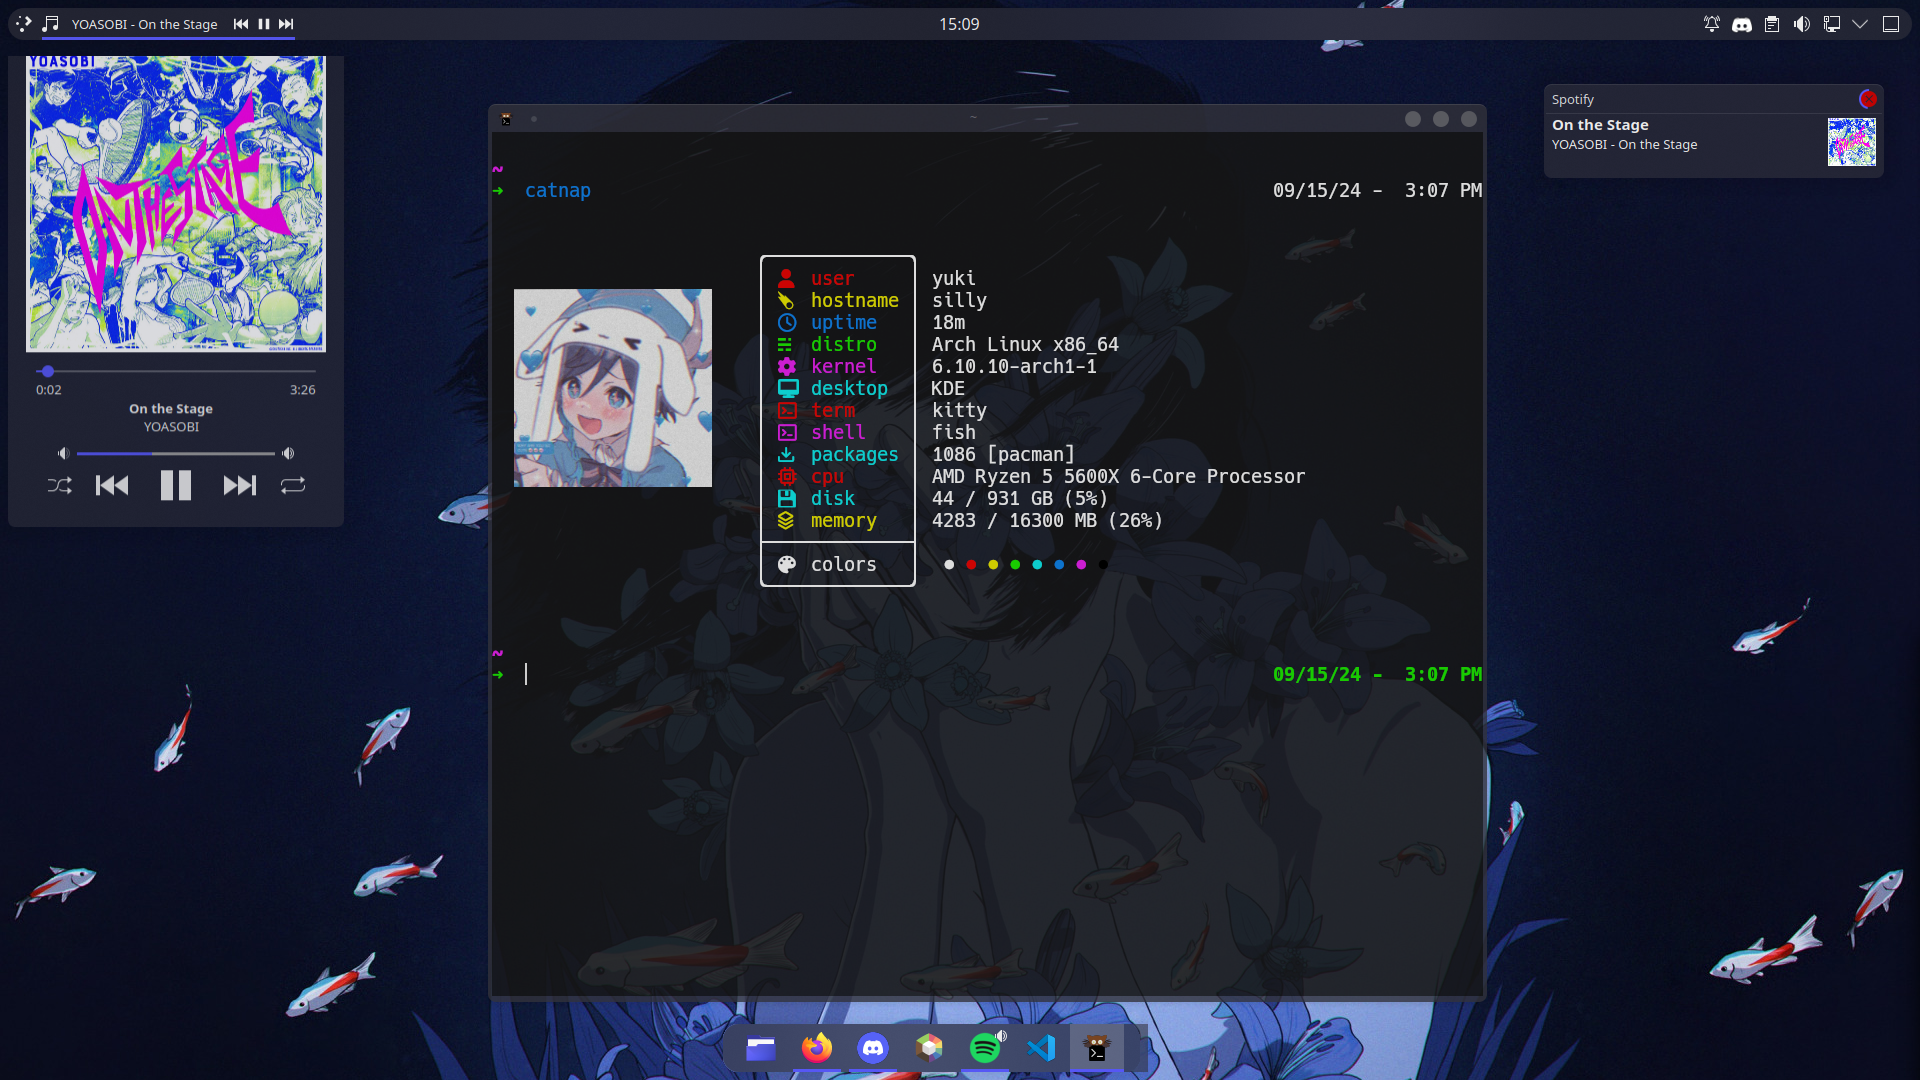 YOASOBI - On the Stage
15:09
YOASOBI
ON THE STAGE
0:02
3:26
On the Stage
YOASOBI
Spotify
On the Stage
YOASOBI - On the Stage
~
➜ catnap 09/15/24 - 3:07 PM
user yuki
hostname silly
uptime 18m
distro Arch Linux x86_64
kernel 6.10.10-arch1-1
desktop KDE
term kitty
shell fish
packages 1086 [pacman]
cpu AMD Ryzen 5 5600X 6-Core Processor
disk 44 / 931 GB (5%)
memory 4283 / 16300 MB (26%)
colors
~
➜ 09/15/24 - 3:07 PM